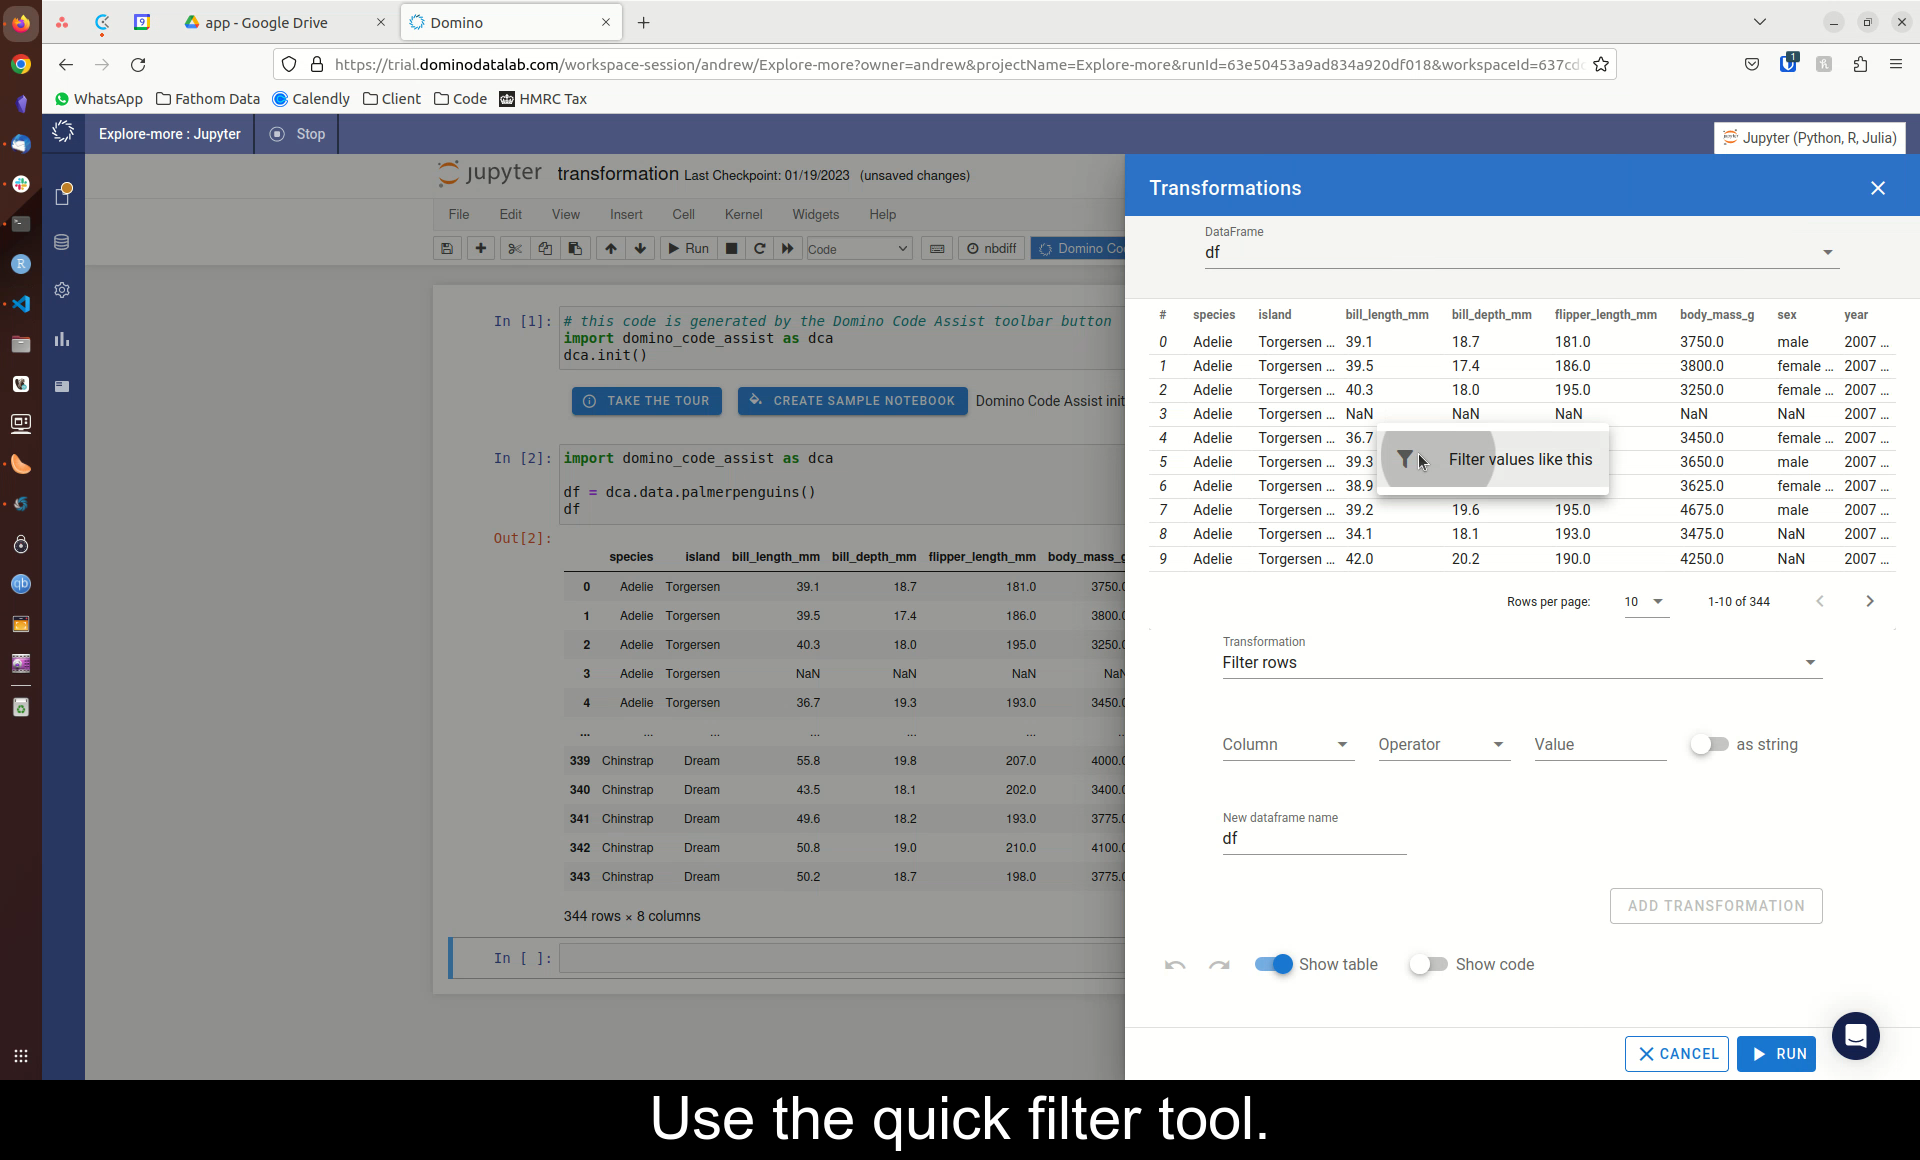 app - Google Drive
Domino
9
1
https://trial.dominodatalab.com/workspace-session/andrew/Explore-more?owner=andrew&projectName=Explore-more&runId=63e50453a9ad834a920df018&workspaceId=637cd
WhatsApp Fathom Data Calendly Client Code HMRC Tax
Explore-more : Jupyter Stop
Jupyter (Python, R, Julia)
jupyter transformation Last Checkpoint: 01/19/2023 (unsaved changes)
File Edit View Insert Cell Kernel Widgets Help
Run Code nbdiff Domino Co
In [1]: # this code is generated by the Domino Code Assist toolbar button
import domino_code_assist as dca
dca.init()
TAKE THE TOUR CREATE SAMPLE NOTEBOOK Domino Code Assist init
In [2]: import domino_code_assist as dca
df = dca.data.palmerpenguins()
df
Out[2]:
species island bill_length_mm bill_depth_mm flipper_length_mm body_mass_g
0 Adelie Torgersen 39.1 18.7 181.0 3750.0
1 Adelie Torgersen 39.5 17.4 186.0 3800.0
2 Adelie Torgersen 40.3 18.0 195.0 3250.0
3 Adelie Torgersen NaN NaN NaN NaN
4 Adelie Torgersen 36.7 19.3 193.0 3450.0
... ... ... ... ... ... ...
339 Chinstrap Dream 55.8 19.8 207.0 4000.0
340 Chinstrap Dream 43.5 18.1 202.0 3400.0
341 Chinstrap Dream 49.6 18.2 193.0 3775.0
342 Chinstrap Dream 50.8 19.0 210.0 4100.0
343 Chinstrap Dream 50.2 18.7 198.0 3775.0
344 rows × 8 columns
In [ ]:
Transformations
DataFrame
df
# species island bill_length_mm bill_depth_mm flipper_length_mm body_mass_g sex year
0 Adelie Torgersen ... 39.1 18.7 181.0 3750.0 male 2007 ...
1 Adelie Torgersen ... 39.5 17.4 186.0 3800.0 female ... 2007 ...
2 Adelie Torgersen ... 40.3 18.0 195.0 3250.0 female ... 2007 ...
3 Adelie Torgersen ... NaN NaN NaN NaN NaN 2007 ...
4 Adelie Torgersen ... 36.7 3450.0 female ... 2007 ...
5 Adelie Torgersen ... 39.3 3650.0 male 2007 ...
6 Adelie Torgersen ... 38.9 3625.0 female ... 2007 ...
7 Adelie Torgersen ... 39.2 19.6 195.0 4675.0 male 2007 ...
8 Adelie Torgersen ... 34.1 18.1 193.0 3475.0 NaN 2007 ...
9 Adelie Torgersen ... 42.0 20.2 190.0 4250.0 NaN 2007 ...
Filter values like this
Rows per page: 10 1-10 of 344
Transformation
Filter rows
Column Operator Value as string
New dataframe name
df
ADD TRANSFORMATION
Show table Show code
CANCEL RUN
Use the quick filter tool.